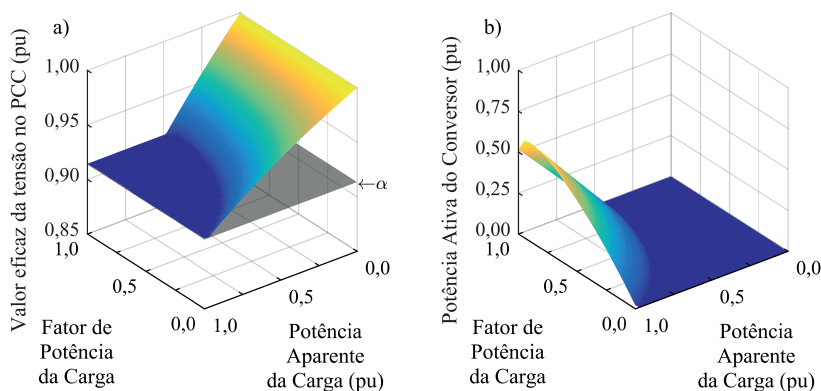 a)
Valor eficaz da tensão no PCC (pu)
1,00
0,95
0,90
0,85
←α
1,0
0,5
0,0
1,0
0,5
0,0
Fator de
Potência
da Carga
Potência
Aparente
da Carga (pu)
b)
Potência Ativa do Conversor (pu)
1,00
0,75
0,50
0,25
0,00
1,0
0,5
0,0
1,0
0,5
0,0
Fator de
Potência
da Carga
Potência
Aparente
da Carga (pu)